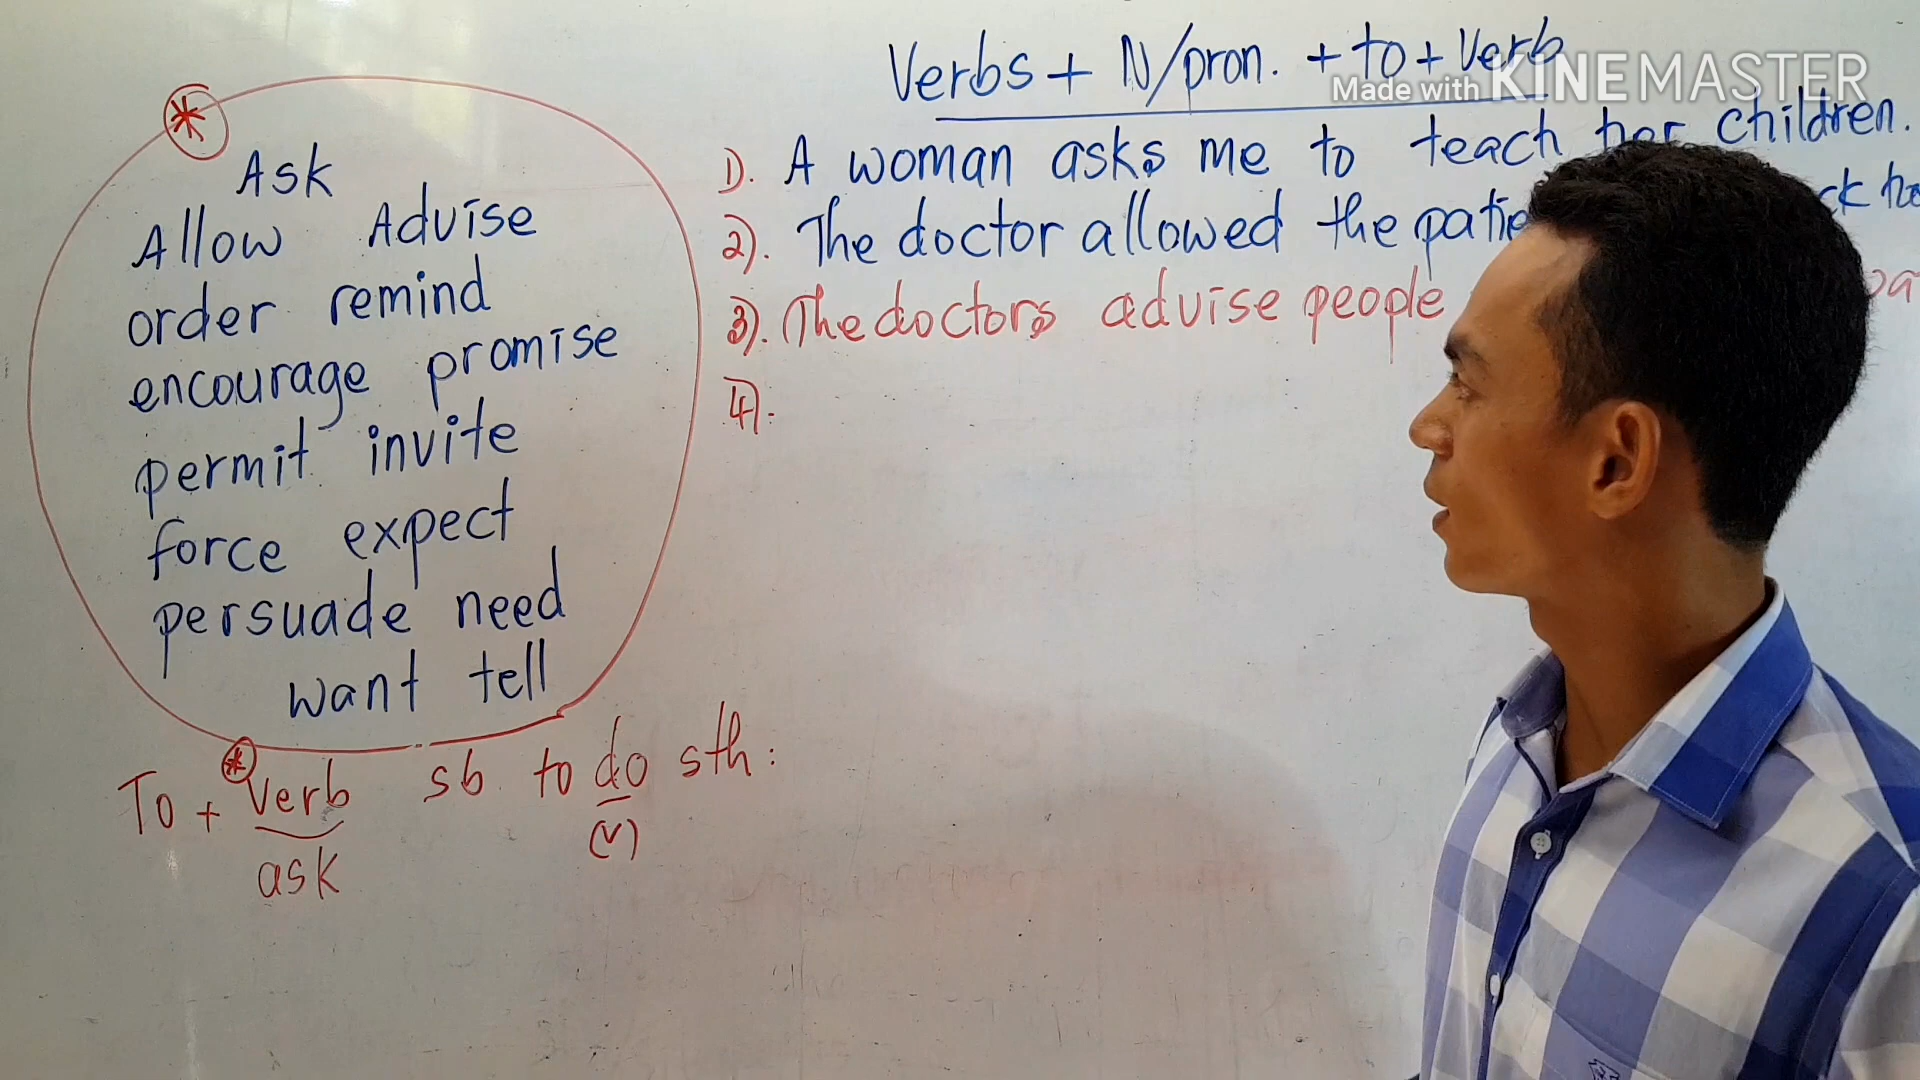 Verbs + N/pron. + to + Verb
Made with KINEMASTER
1). A woman asks me to teach her children.
2). The doctor allowed the
3). The doctors advise people
4).
*
Ask
Allow Advise
order remind
encourage promise
permit invite
force expect
persuade need
want tell
*
To + Verb sb to do sth:
(v)
ask